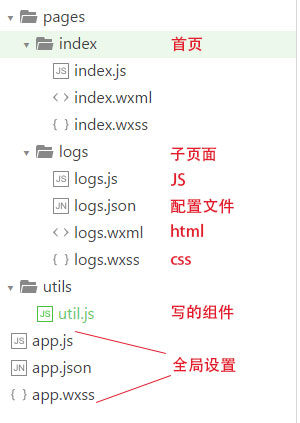 pages
index 首页
JS index.js
< > index.wxml
{ } index.wxss
logs 子页面
JS logs.js JS
JN logs.json 配置文件
< > logs.wxml html
{ } logs.wxss css
utils
JS util.js 写的组件
JS app.js
JN app.json 全局设置
{ } app.wxss